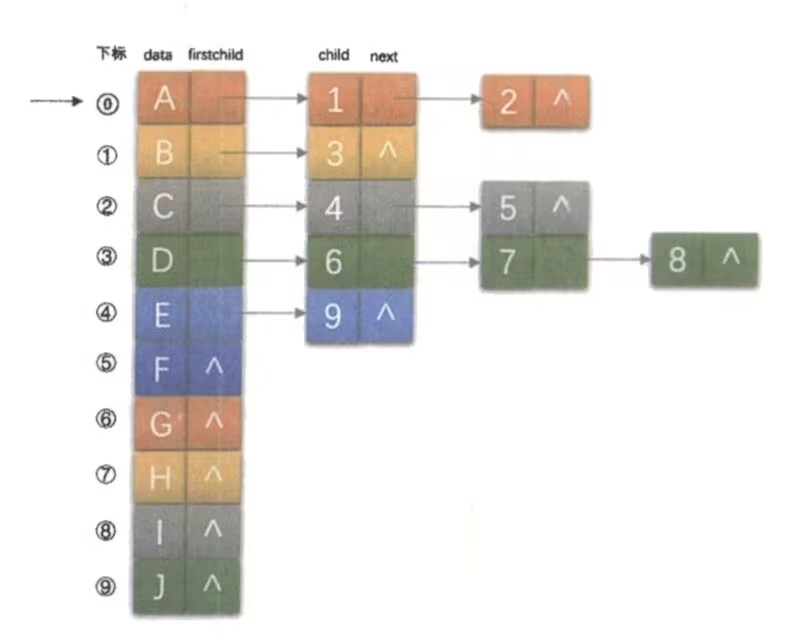 下标 data firstchild child next
⓪ A 1 2 ^
① B 3 ^
② C 4 5 ^
③ D 6 7 8 ^
④ E 9 ^
⑤ F ^
⑥ G ^
⑦ H ^
⑧ I ^
⑨ J ^